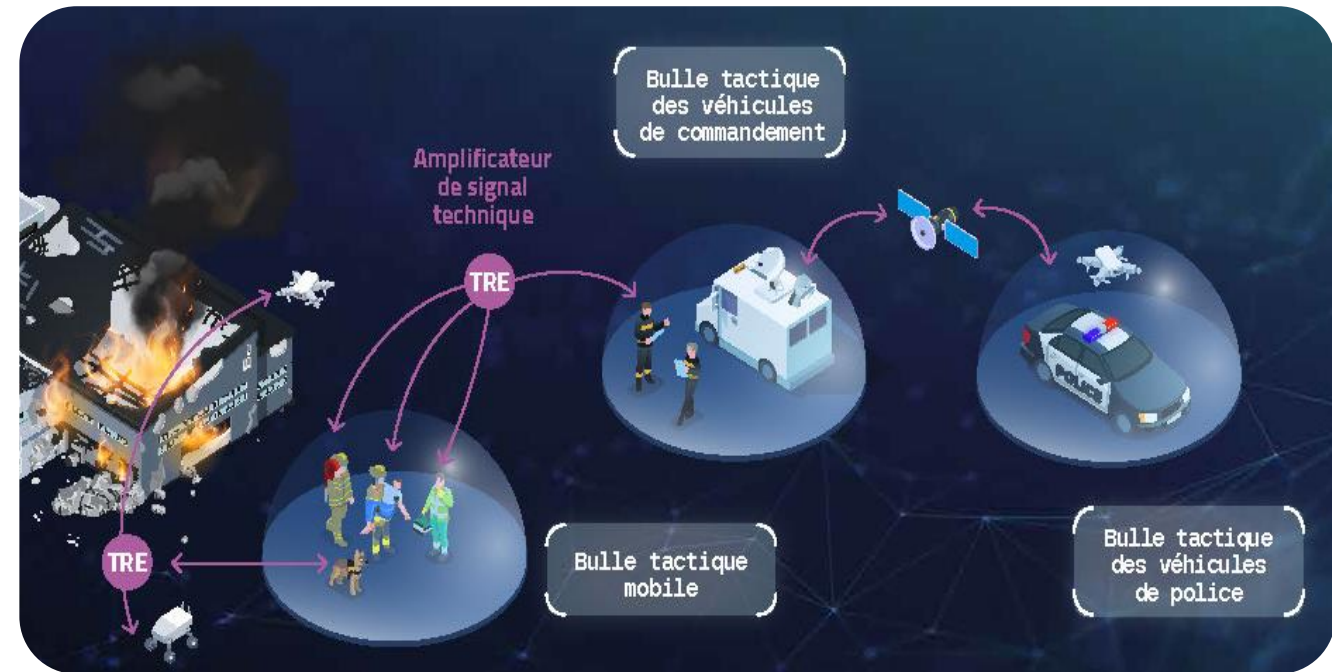 Bulle tactique
des véhicules
de commandement
Amplificateur
de signal
technique
TRE
TRE
POLICE
Bulle tactique
mobile
Bulle tactique
des véhicules
de police